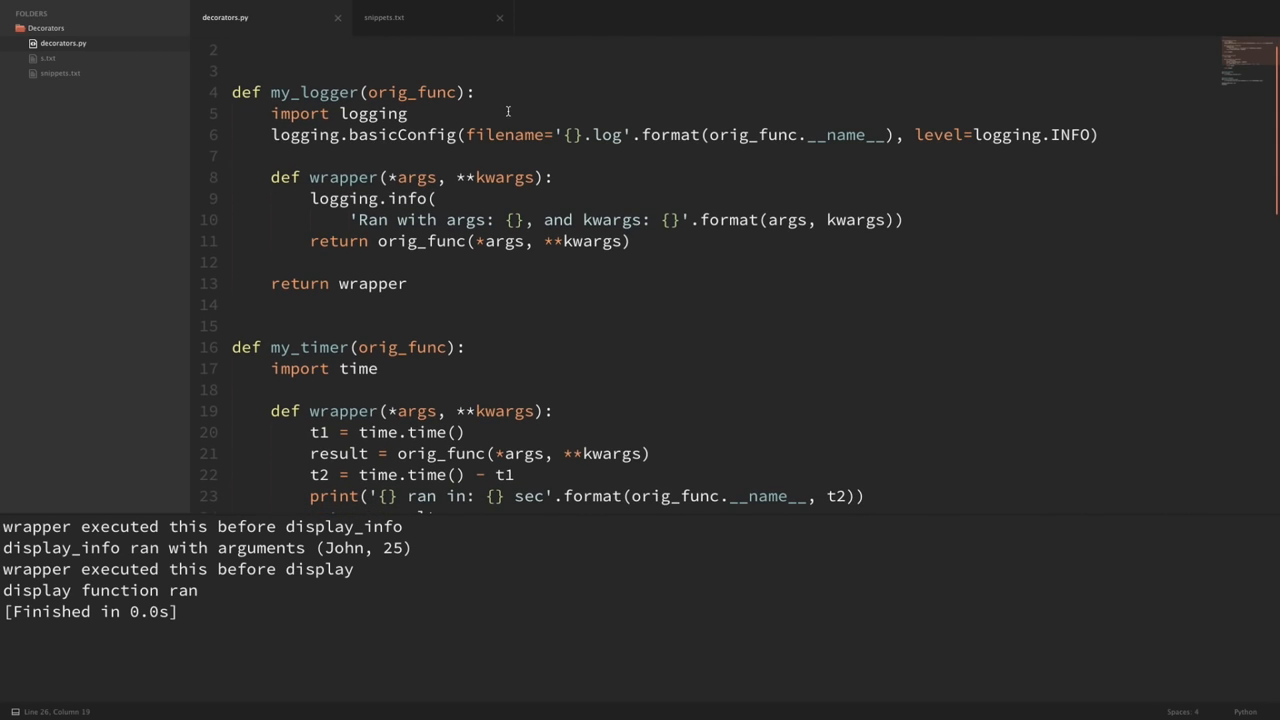 FOLDERS
Decorators
decorators.py
s.txt
snippets.txt
decorators.py
snippets.txt
2
3
4 def my_logger(orig_func):
5 import logging
6 logging.basicConfig(filename='{}.log'.format(orig_func.__name__), level=logging.INFO)
7
8 def wrapper(*args, **kwargs):
9 logging.info(
10 'Ran with args: {}, and kwargs: {}'.format(args, kwargs))
11 return orig_func(*args, **kwargs)
12
13 return wrapper
14
15
16 def my_timer(orig_func):
17 import time
18
19 def wrapper(*args, **kwargs):
20 t1 = time.time()
21 result = orig_func(*args, **kwargs)
22 t2 = time.time() - t1
23 print('{} ran in: {} sec'.format(orig_func.__name__, t2))
wrapper executed this before display_info
display_info ran with arguments (John, 25)
wrapper executed this before display
display function ran
[Finished in 0.0s]
Line 26, Column 19
Spaces: 4
Python